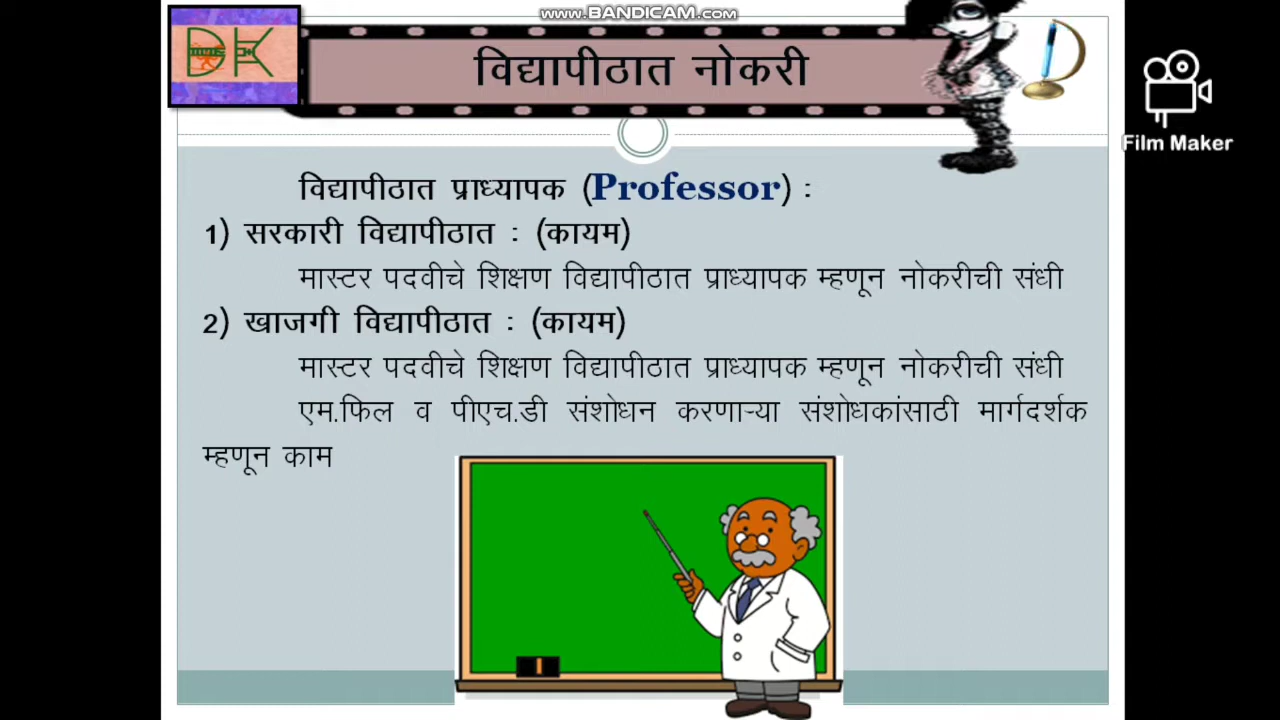 www.BANDICAM.com
DK
विद्यापीठात नोकरी
Film Maker
विद्यापीठात प्राध्यापक (Professor) :
1) सरकारी विद्यापीठात : (कायम)
मास्टर पदवीचे शिक्षण विद्यापीठात प्राध्यापक म्हणून नोकरीची संधी
2) खाजगी विद्यापीठात : (कायम)
मास्टर पदवीचे शिक्षण विद्यापीठात प्राध्यापक म्हणून नोकरीची संधी
एम.फिल व पीएच.डी संशोधन करणाऱ्या संशोधकांसाठी मार्गदर्शक
म्हणून काम